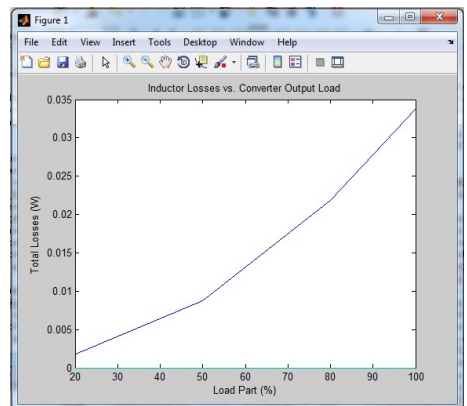 Figure 1
File Edit View Insert Tools Desktop Window Help
Inductor Losses vs. Converter Output Load
0.035
0.03
0.025
0.02
0.015
0.01
0.005
0
Total Losses (W)
20 30 40 50 60 70 80 90 100
Load Part (%)